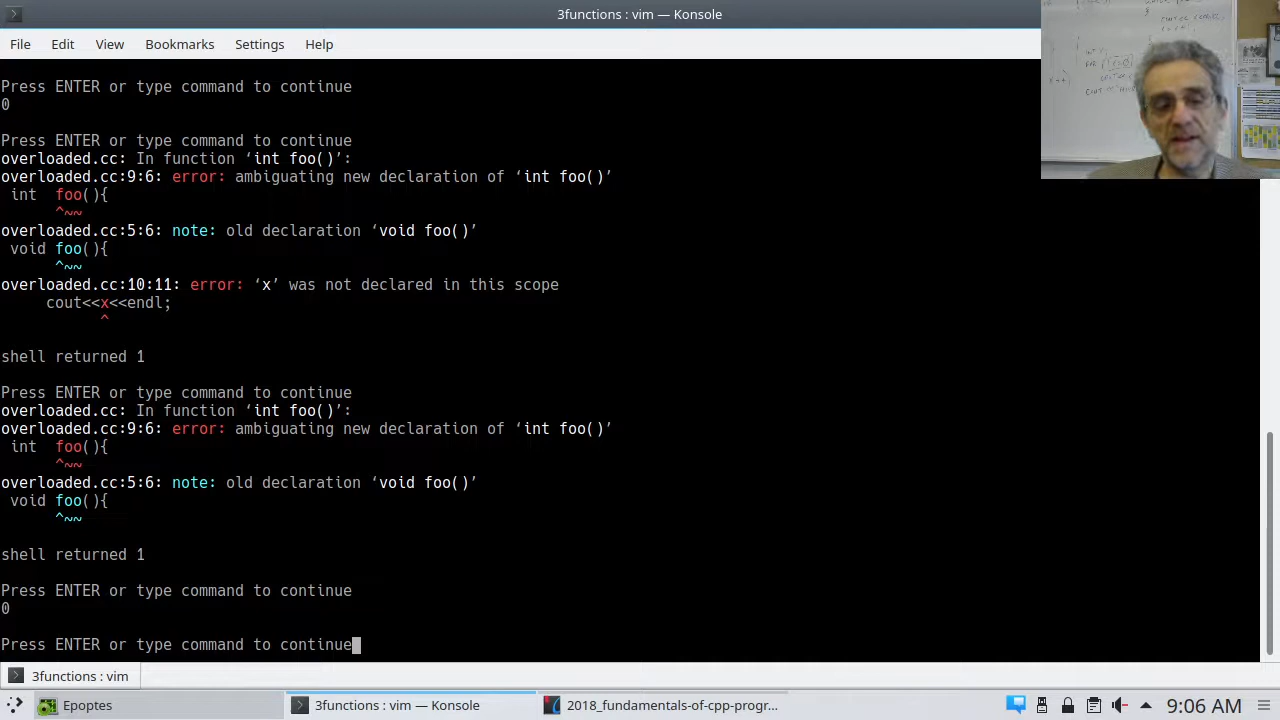 3functions : vim — Konsole
File Edit View Bookmarks Settings Help
Press ENTER or type command to continue
0
Press ENTER or type command to continue
overloaded.cc: In function ‘int foo()’:
overloaded.cc:9:6: error: ambiguating new declaration of ‘int foo()’
int foo(){
^~~
overloaded.cc:5:6: note: old declaration ‘void foo()’
void foo(){
^~~
overloaded.cc:10:11: error: ‘x’ was not declared in this scope
cout<<x<<endl;
^
shell returned 1
Press ENTER or type command to continue
overloaded.cc: In function ‘int foo()’:
overloaded.cc:9:6: error: ambiguating new declaration of ‘int foo()’
int foo(){
^~~
overloaded.cc:5:6: note: old declaration ‘void foo()’
void foo(){
^~~
shell returned 1
Press ENTER or type command to continue
0
Press ENTER or type command to continue
3functions : vim
Epoptes 3functions : vim — Konsole 2018_fundamentals-of-cpp-progr... 9:06 AM